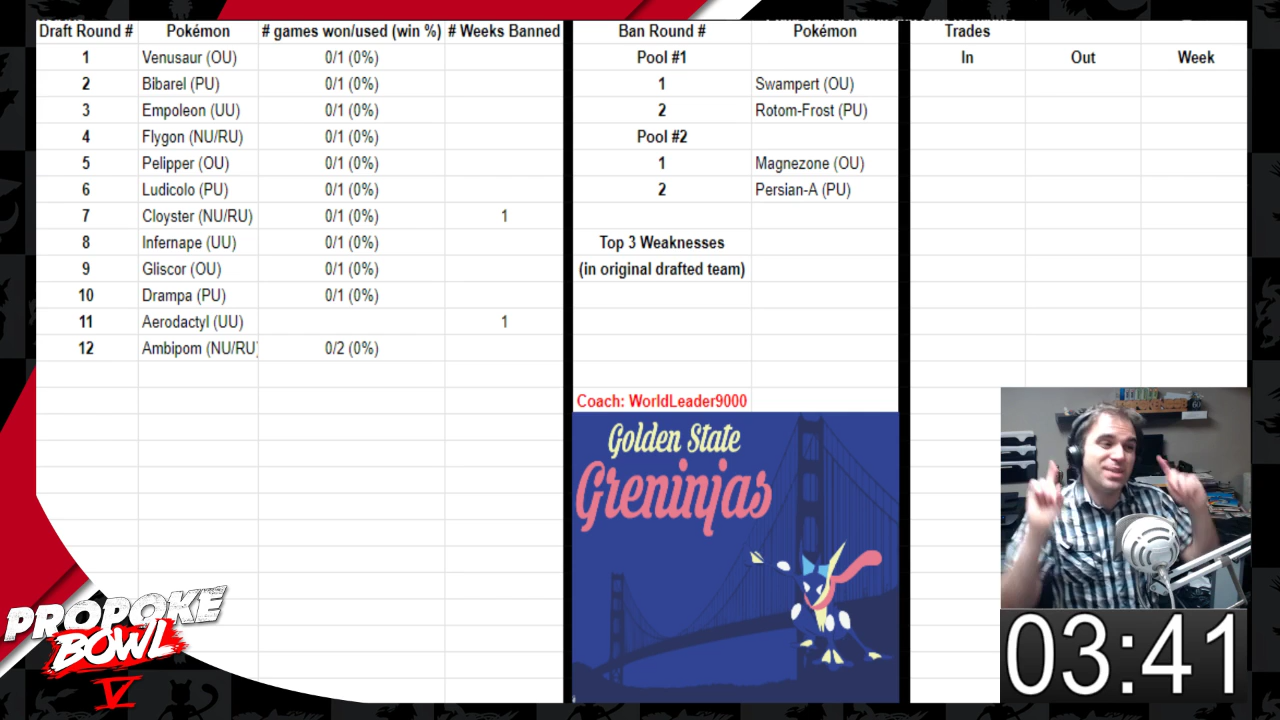 Draft Round # Pokémon # games won/used (win %) # Weeks Banned
1 Venusaur (OU) 0/1 (0%)
2 Bibarel (PU) 0/1 (0%)
3 Empoleon (UU) 0/1 (0%)
4 Flygon (NU/RU) 0/1 (0%)
5 Pelipper (OU) 0/1 (0%)
6 Ludicolo (PU) 0/1 (0%)
7 Cloyster (NU/RU) 0/1 (0%) 1
8 Infernape (UU) 0/1 (0%)
9 Gliscor (OU) 0/1 (0%)
10 Drampa (PU) 0/1 (0%)
11 Aerodactyl (UU) 1
12 Ambipom (NU/RU) 0/2 (0%)
Ban Round # Pokémon
Pool #1
1 Swampert (OU)
2 Rotom-Frost (PU)
Pool #2
1 Magnezone (OU)
2 Persian-A (PU)
Top 3 Weaknesses
(in original drafted team)
Coach: WorldLeader9000
Golden State
Greninjas
Trades
In Out Week
PROPOKE
BOWL
V
03:41